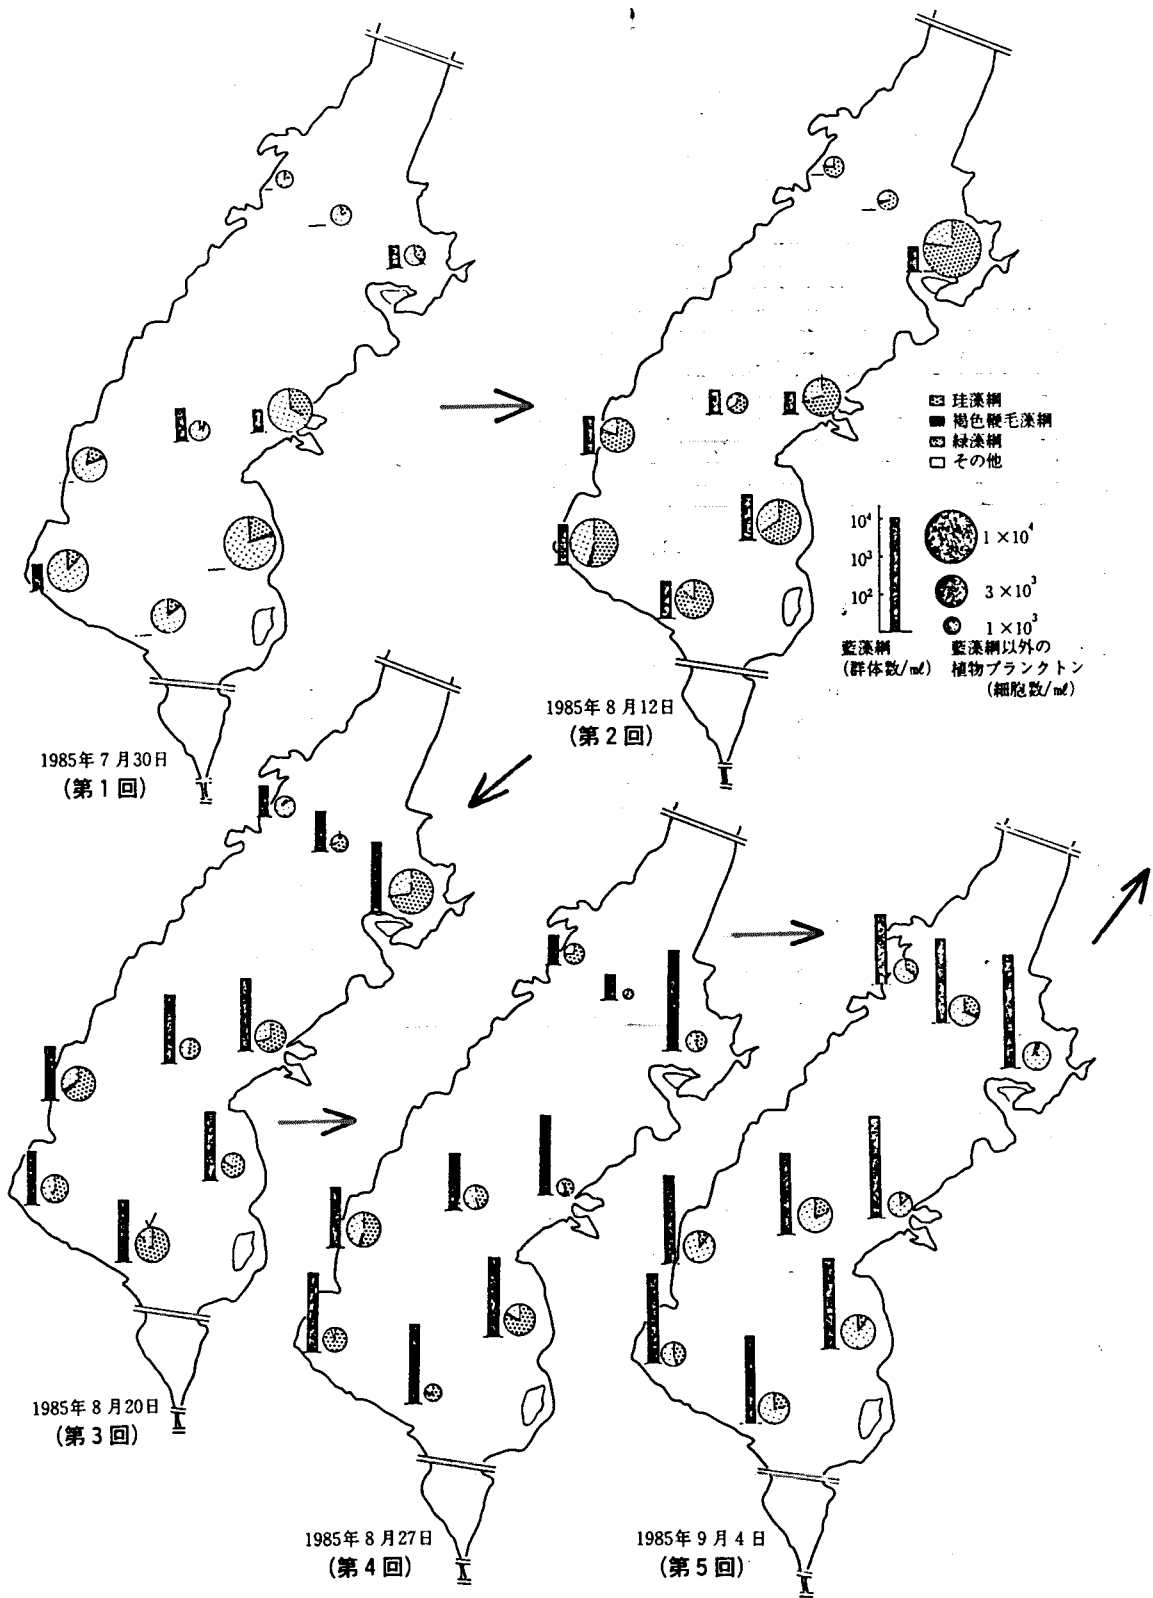 珪藻綱
褐色鞭毛藻綱
緑藻綱
その他
10⁴
10³
10²
1×10⁴
3×10³
1×10³
藍藻綱
(群体数/㎖)
藍藻綱以外の
植物プランクトン
(細胞数/㎖)
1985年7月30日
(第1回)
1985年8月12日
(第2回)
1985年8月20日
(第3回)
1985年8月27日
(第4回)
1985年9月4日
(第5回)